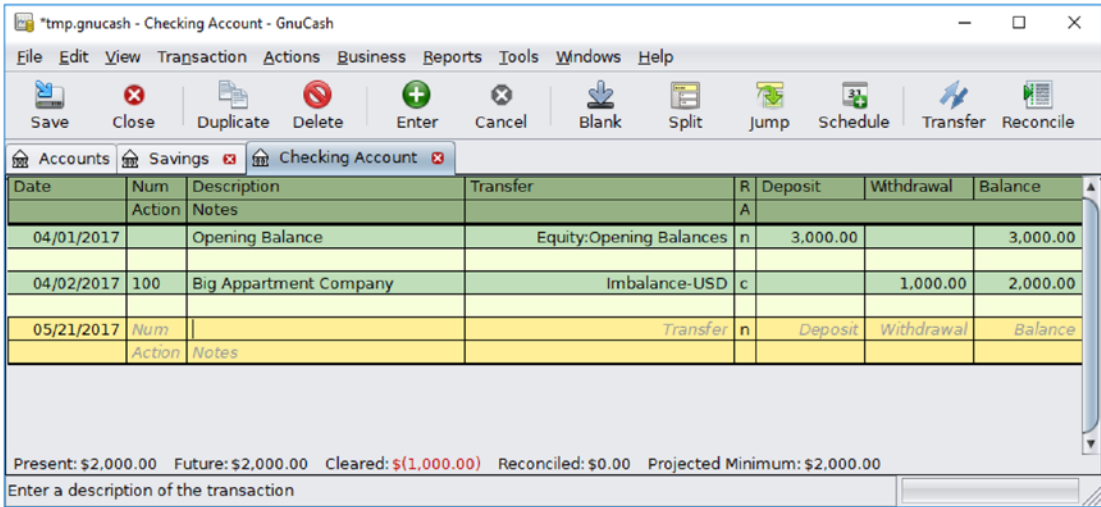 *tmp.gnucash - Checking Account - GnuCash
File Edit View Transaction Actions Business Reports Tools Windows Help
Save Close Duplicate Delete Enter Cancel Blank Split Jump Schedule Transfer Reconcile
Accounts Savings Checking Account
Date Num Description Transfer R Deposit Withdrawal Balance
Action Notes A
04/01/2017 Opening Balance Equity:Opening Balances n 3,000.00 3,000.00
04/02/2017 100 Big Appartment Company Imbalance-USD c 1,000.00 2,000.00
05/21/2017 Num Transfer n Deposit Withdrawal Balance
Action Notes
Present: $2,000.00 Future: $2,000.00 Cleared: $(1,000.00) Reconciled: $0.00 Projected Minimum: $2,000.00
Enter a description of the transaction